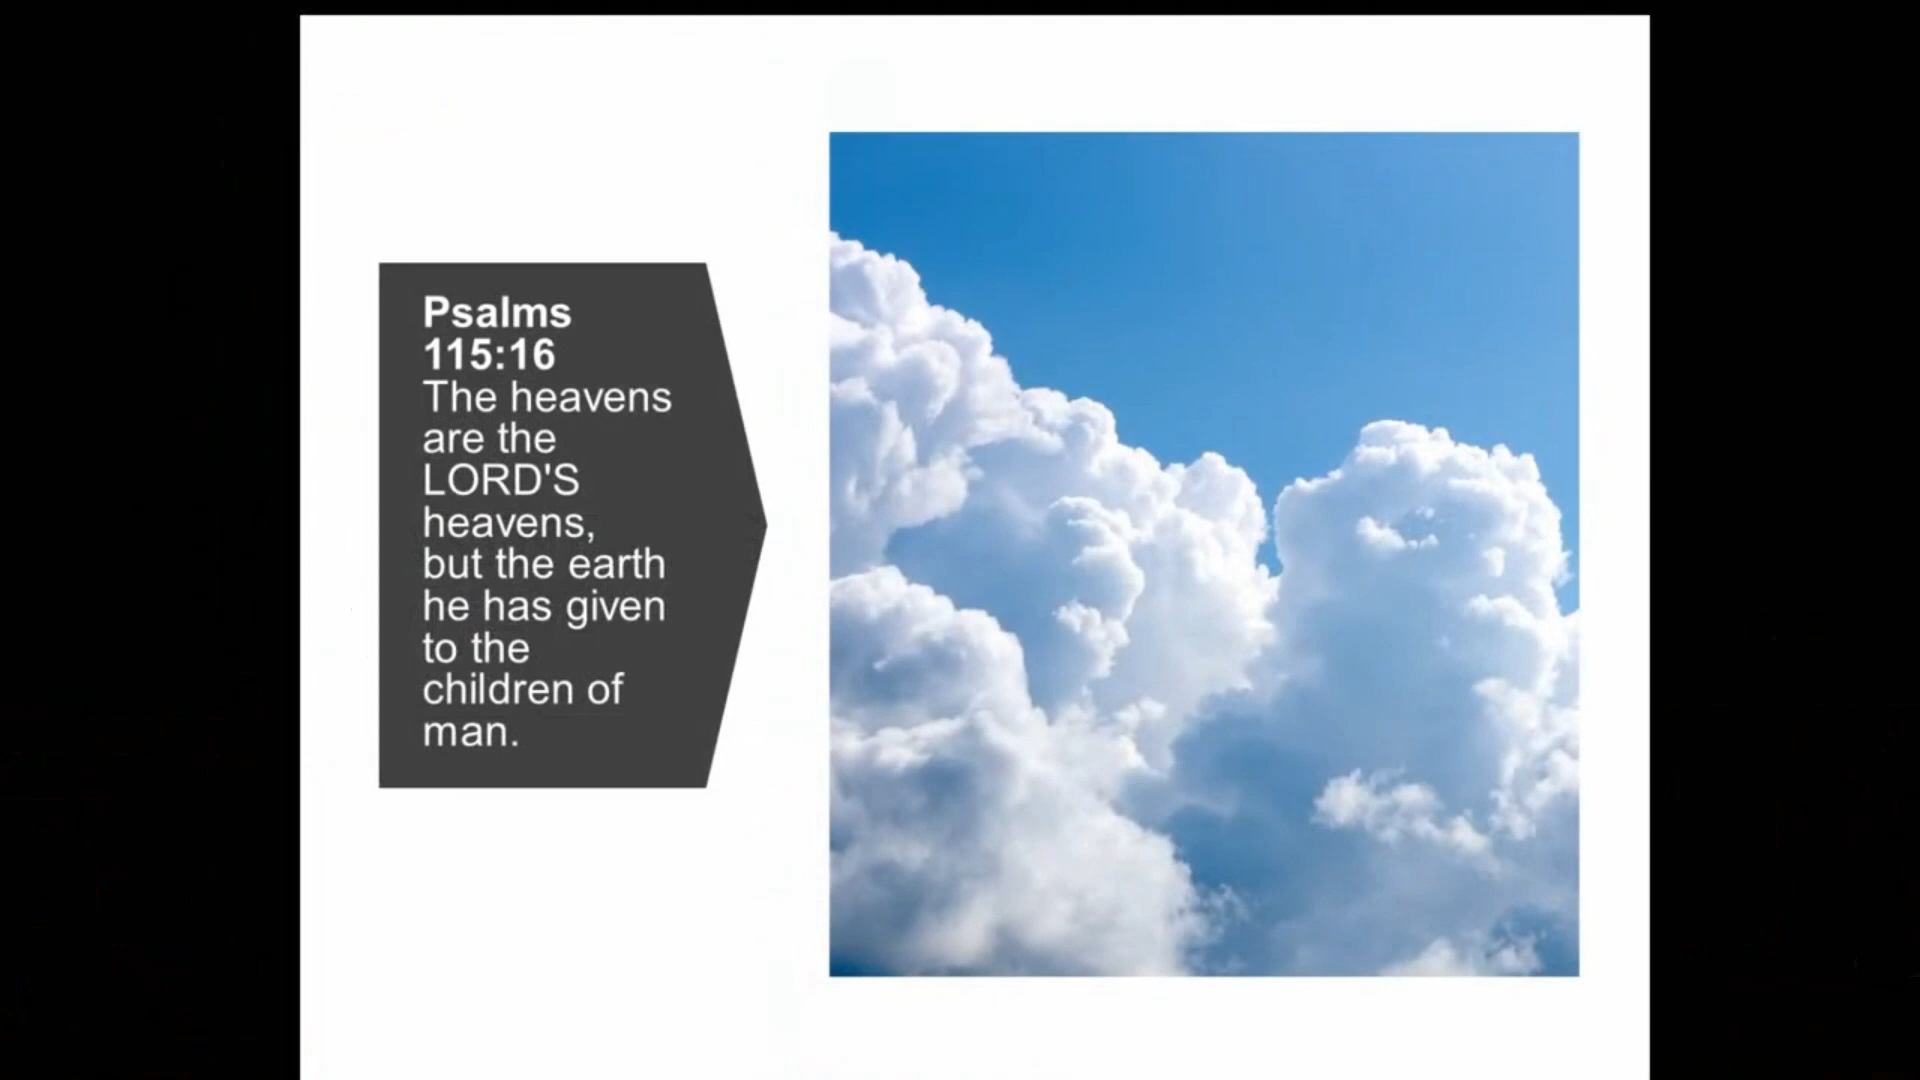 Psalms
115:16
The heavens
are the
LORD'S
heavens,
but the earth
he has given
to the
children of
man.